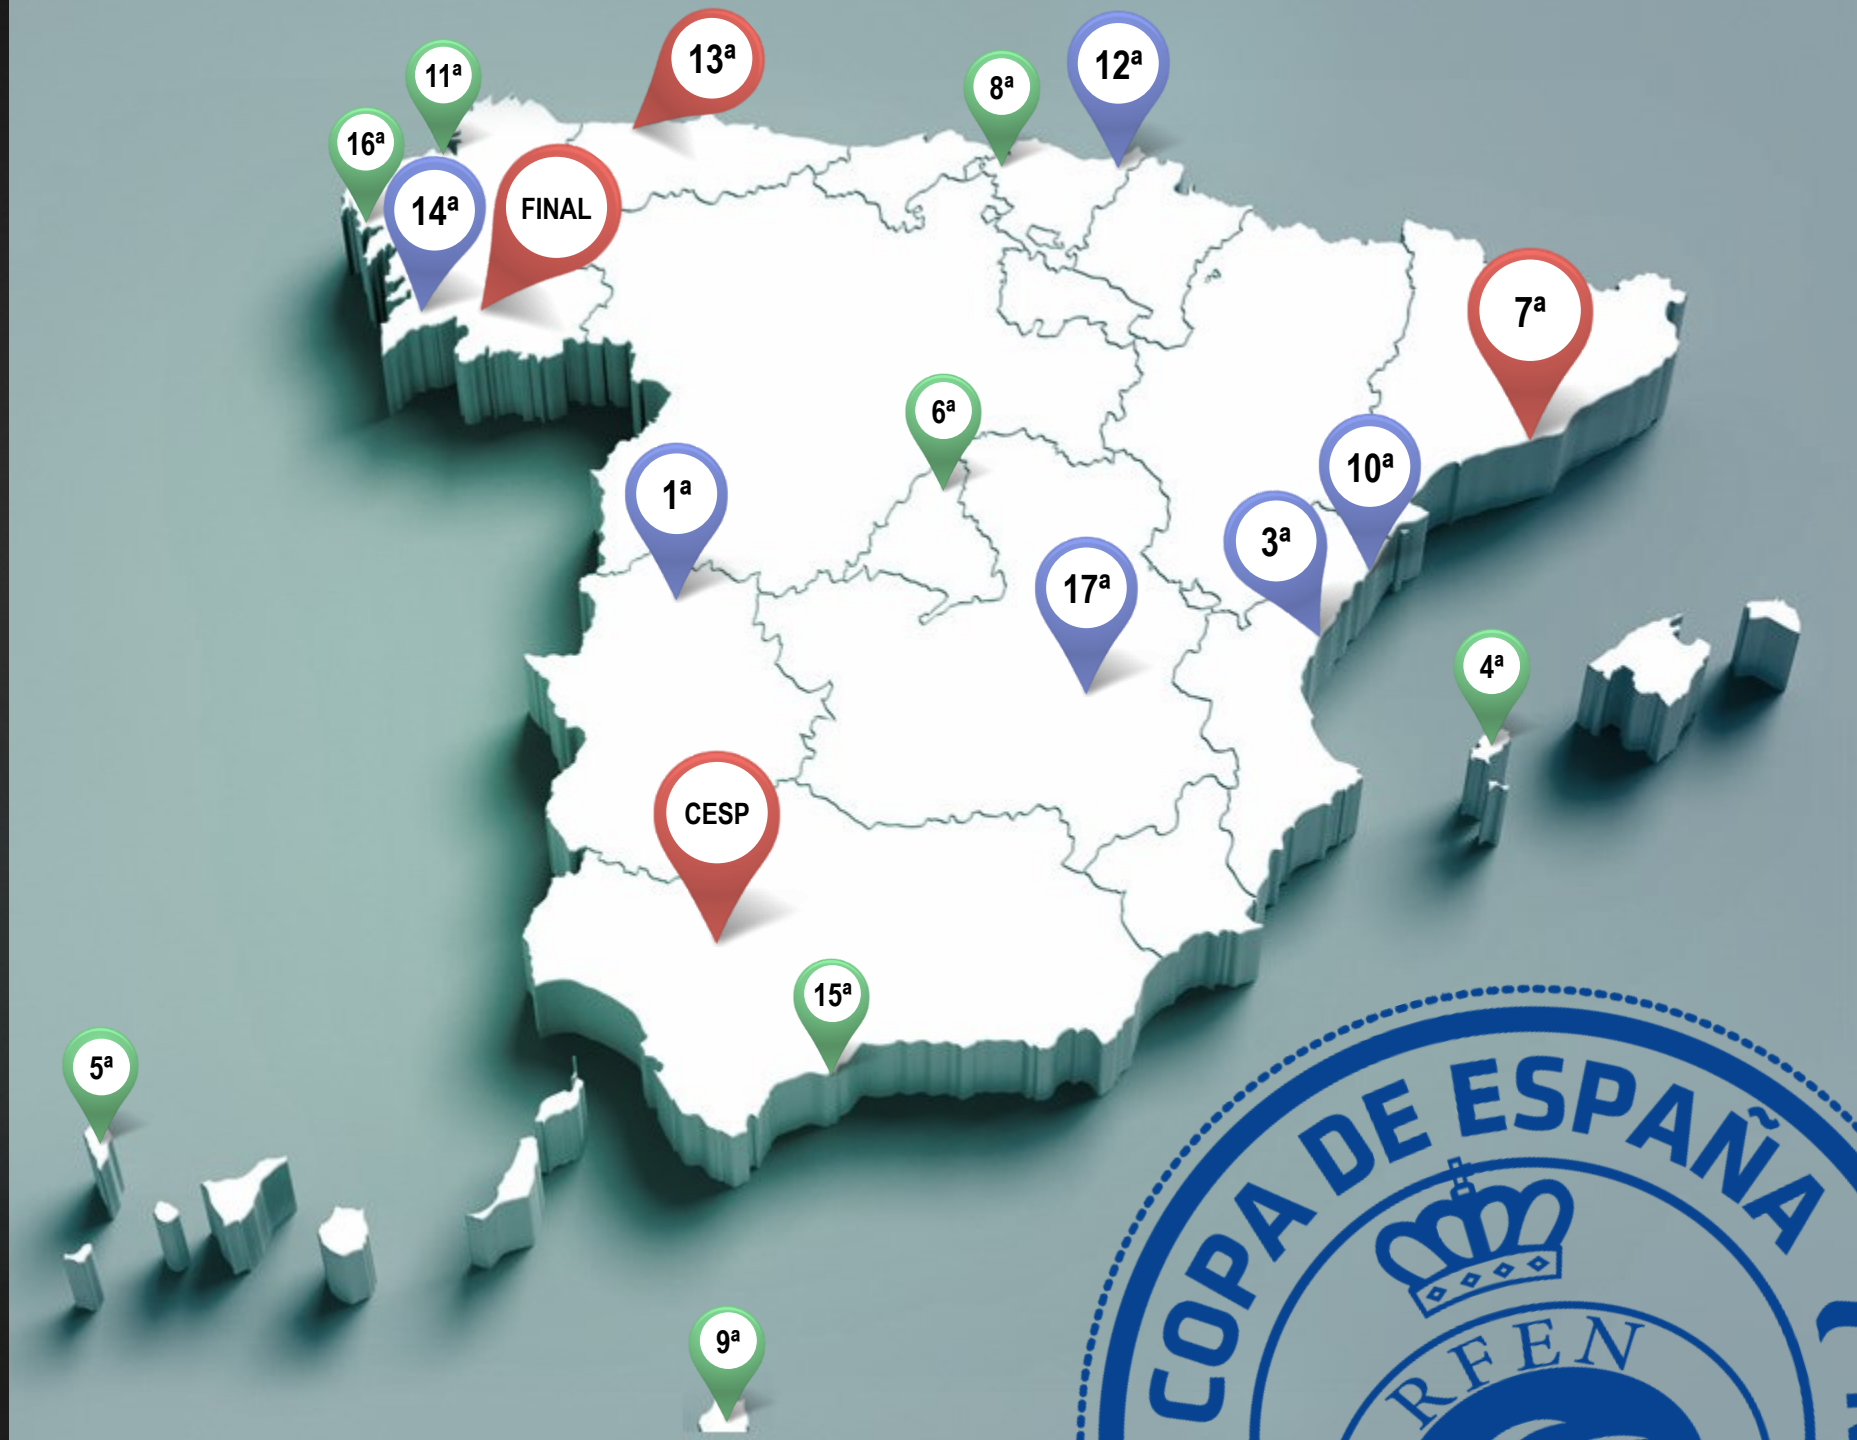 13ª
12ª
11ª
8ª
16ª
14ª
FINAL
7ª
6ª
10ª
1ª
3ª
17ª
4ª
CESP
15ª
5ª
9ª
COPA DE ESPAÑA
RFEN